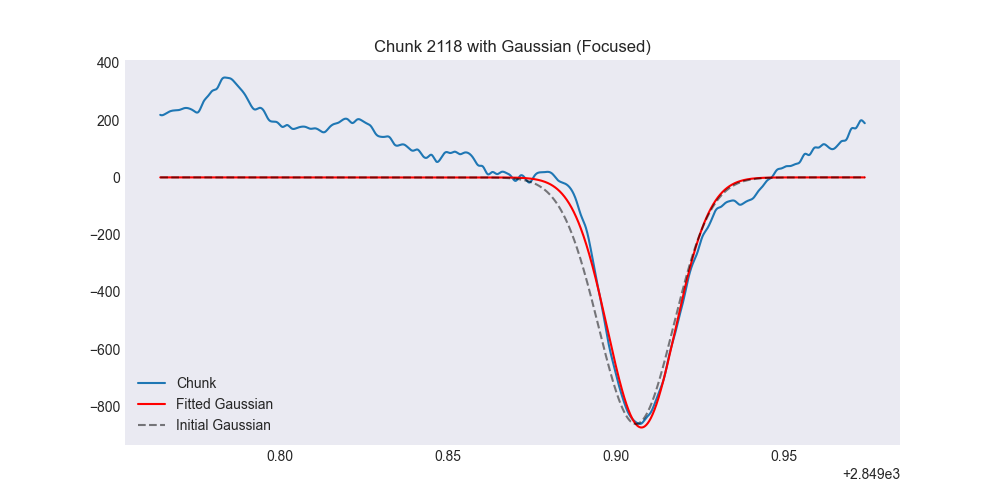 Chunk 2118 with Gaussian (Focused)
400
200
0
−200
−400
−600
−800
Chunk
Fitted Gaussian
Initial Gaussian
0.80 0.85 0.90 0.95
+2.849e3